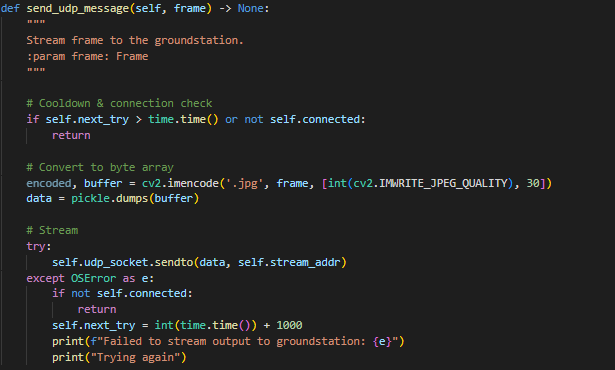 def send_udp_message(self, frame) -> None:
    """
    Stream frame to the groundstation.
    :param frame: Frame
    """
    # Cooldown & connection check
    if self.next_try > time.time() or not self.connected:
        return
    # Convert to byte array
    encoded, buffer = cv2.imencode('.jpg', frame, [int(cv2.IMWRITE_JPEG_QUALITY), 30])
    data = pickle.dumps(buffer)
    # Stream
    try:
        self.udp_socket.sendto(data, self.stream_addr)
    except OSError as e:
        if not self.connected:
            return
        self.next_try = int(time.time()) + 1000
        print(f"Failed to stream output to groundstation: {e}")
        print("Trying again")